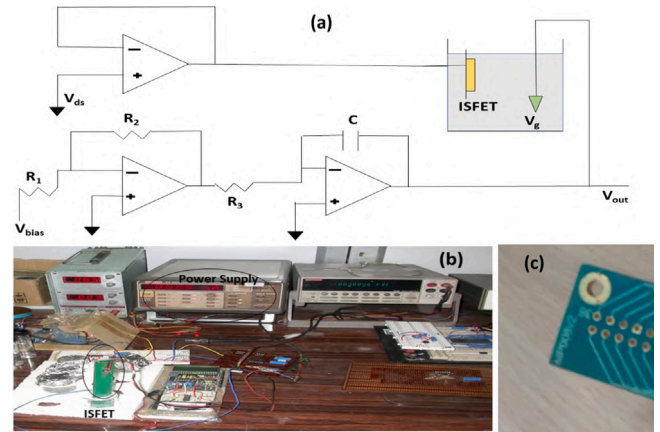 (a)
V_ds
ISFET
V_g
R_2
C
R_1
R_3
V_bias
V_out
(b)
Power Supply
ISFET
(c)